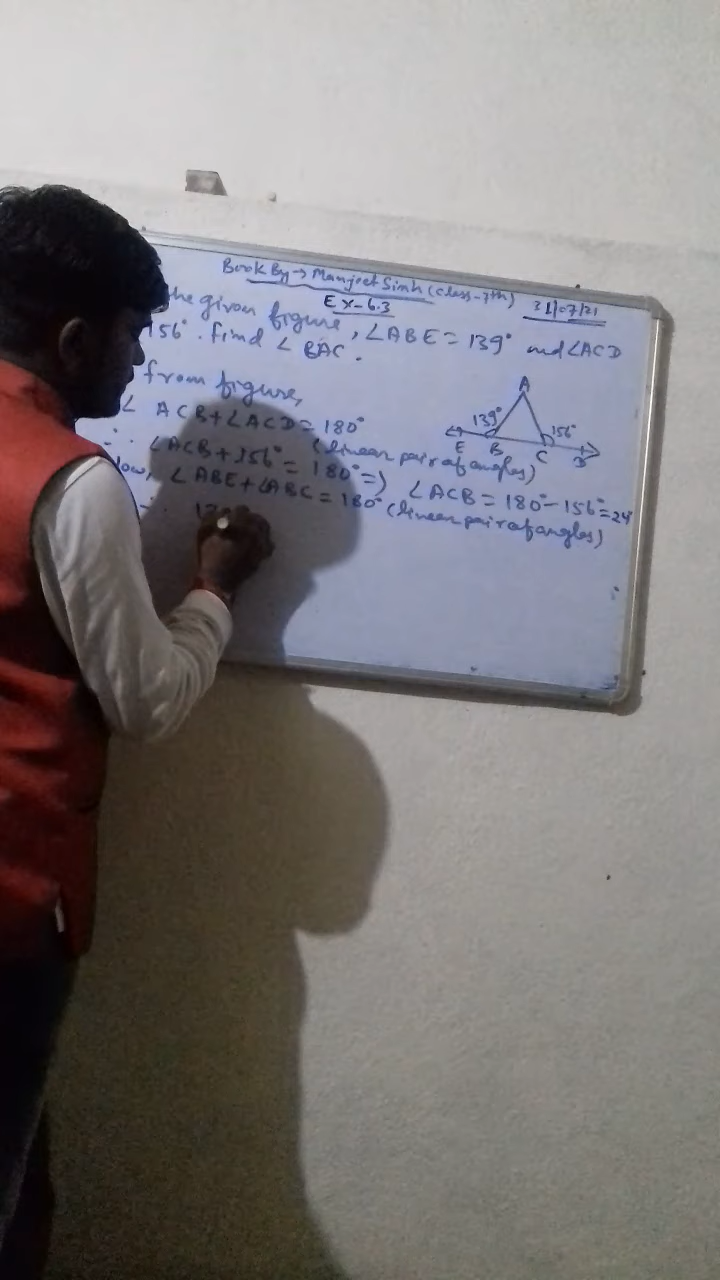 Book By → Manjeet Sinh (Class-7th) 31/07/21
Ex-6.3
the given figure, ∠ABE = 139° and ∠ACD
156°. find ∠ BAC.
from figure,
∠ ACB + ∠ACD = 180°
(linear pair of angles)
∴ ∠ACB + 156° = 180° ⇒) ∠ACB = 180° - 156° = 24°
Now, ∠ABE + ∠ABC = 180° (linear pair of angles)
∴ 13
A
139°
156°
E B C D